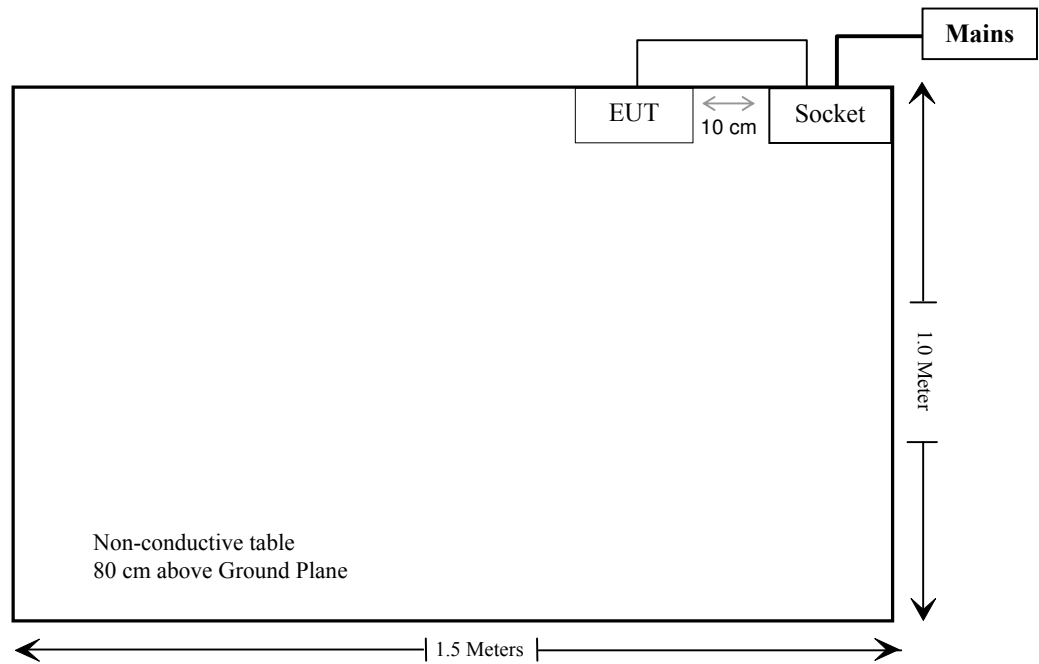 Mains
EUT
10 cm
Socket
1.0 Meter
Non-conductive table
80 cm above Ground Plane
1.5 Meters